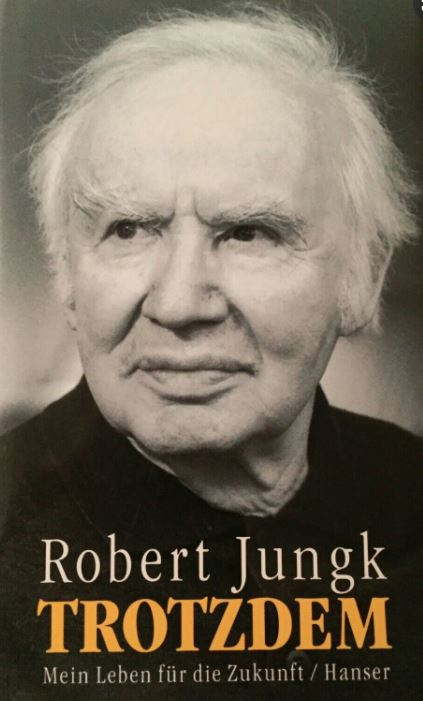 Robert Jungk
TROTZDEM
Mein Leben für die Zukunft / Hanser